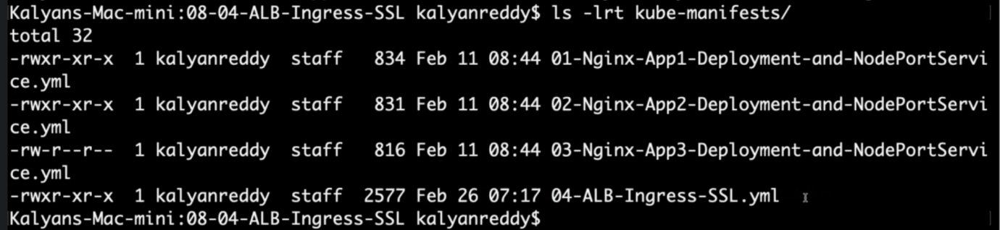 Kalyans-Mac-mini:08-04-ALB-Ingress-SSL kalyanreddy$ ls -lrt kube-manifests/
total 32
-rwxr-xr-x  1 kalyanreddy  staff   834 Feb 11 08:44 01-Nginx-App1-Deployment-and-NodePortServi
ce.yml
-rwxr-xr-x  1 kalyanreddy  staff   831 Feb 11 08:44 02-Nginx-App2-Deployment-and-NodePortServi
ce.yml
-rw-r--r--  1 kalyanreddy  staff   816 Feb 11 08:44 03-Nginx-App3-Deployment-and-NodePortServi
ce.yml
-rwxr-xr-x  1 kalyanreddy  staff  2577 Feb 26 07:17 04-ALB-Ingress-SSL.yml
Kalyans-Mac-mini:08-04-ALB-Ingress-SSL kalyanreddy$